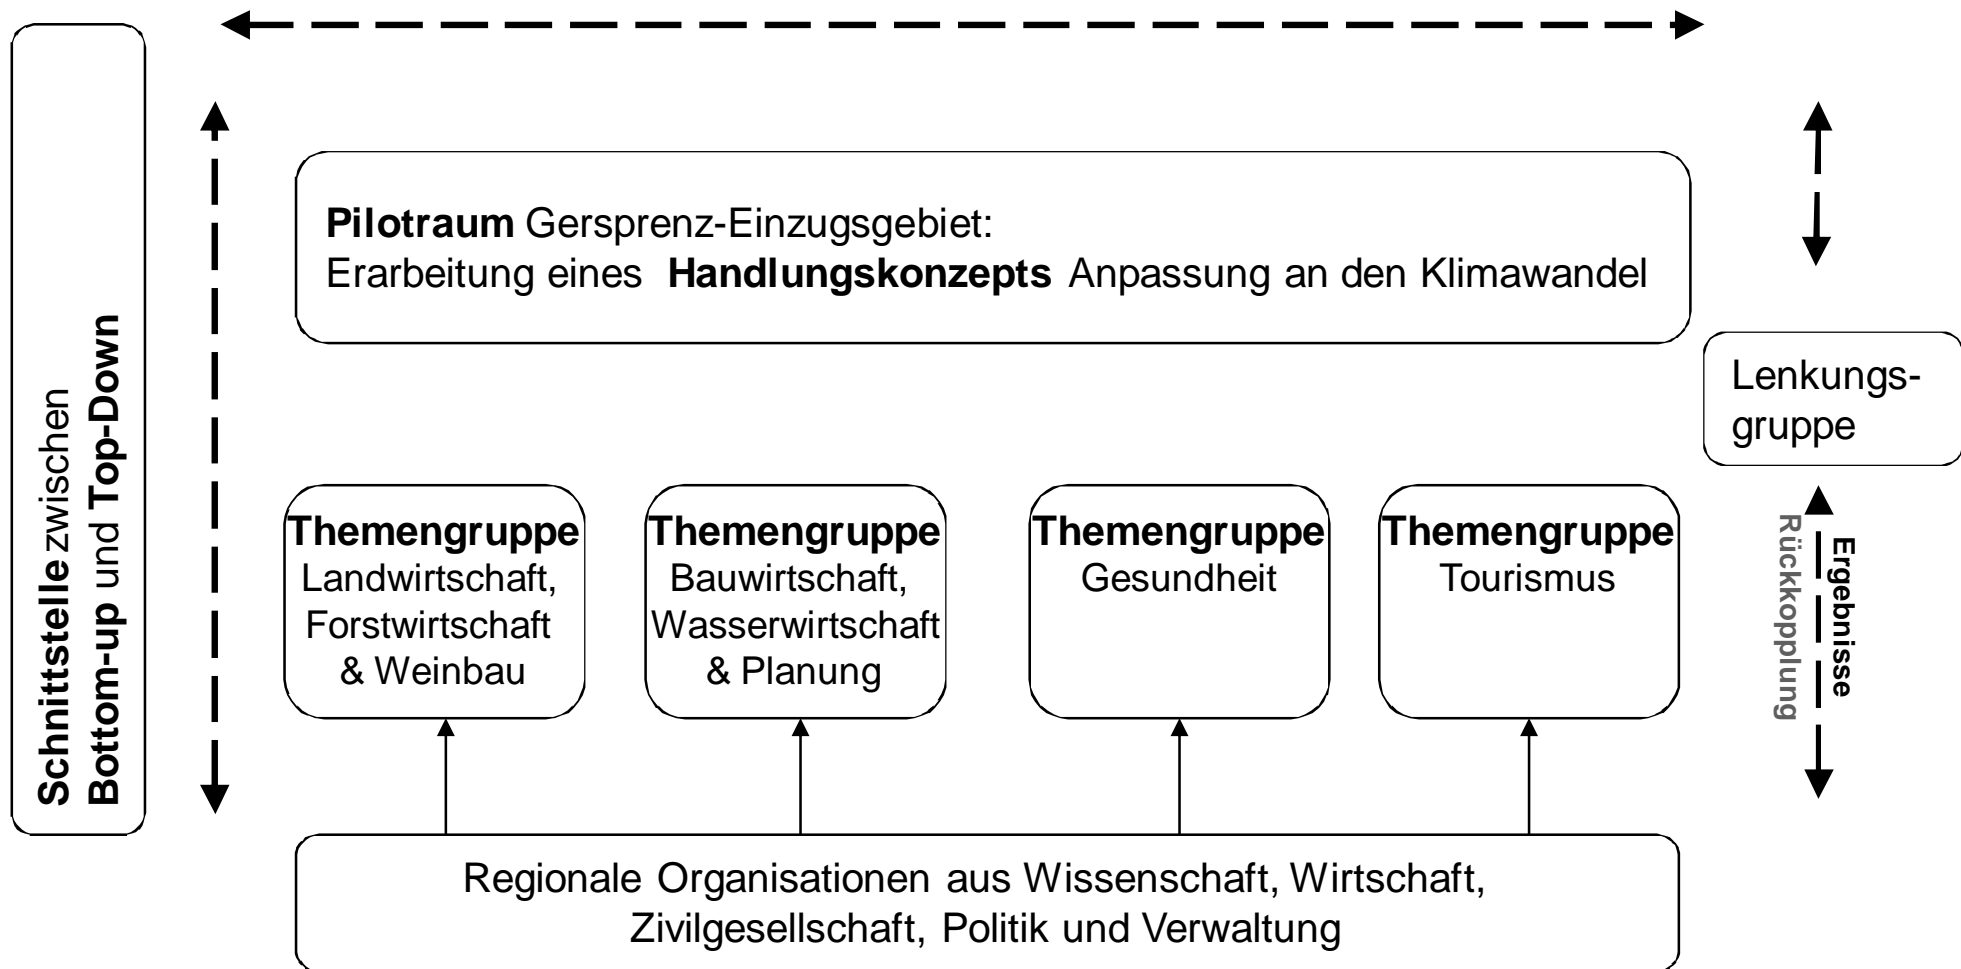 Schnittstelle zwischen
Bottom-up und Top-Down
Pilotraum Gersprenz-Einzugsgebiet:
Erarbeitung eines Handlungskonzepts Anpassung an den Klimawandel
Lenkungs-
gruppe
Themengruppe
Landwirtschaft,
Forstwirtschaft
& Weinbau
Themengruppe
Bauwirtschaft,
Wasserwirtschaft
& Planung
Themengruppe
Gesundheit
Themengruppe
Tourismus
Ergebnisse
Rückkopplung
Regionale Organisationen aus Wissenschaft, Wirtschaft,
Zivilgesellschaft, Politik und Verwaltung